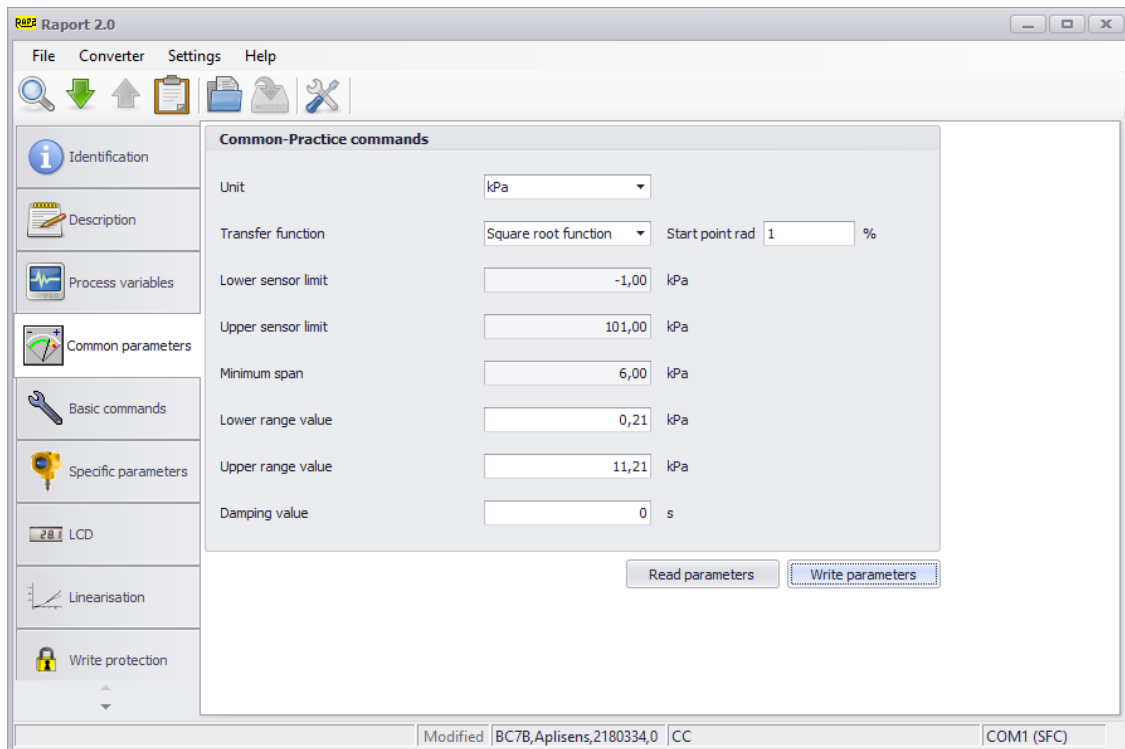 RAP2 Raport 2.0
File Converter Settings Help
Identification
Description
Process variables
Common parameters
Basic commands
Specific parameters
28.1 LCD
Linearisation
Write protection
Common-Practice commands
Unit kPa
Transfer function Square root function Start point rad 1 %
Lower sensor limit -1,00 kPa
Upper sensor limit 101,00 kPa
Minimum span 6,00 kPa
Lower range value 0,21 kPa
Upper range value 11,21 kPa
Damping value 0 s
Read parameters Write parameters
Modified BC7B,Aplisens,2180334,0 CC COM1 (SFC)